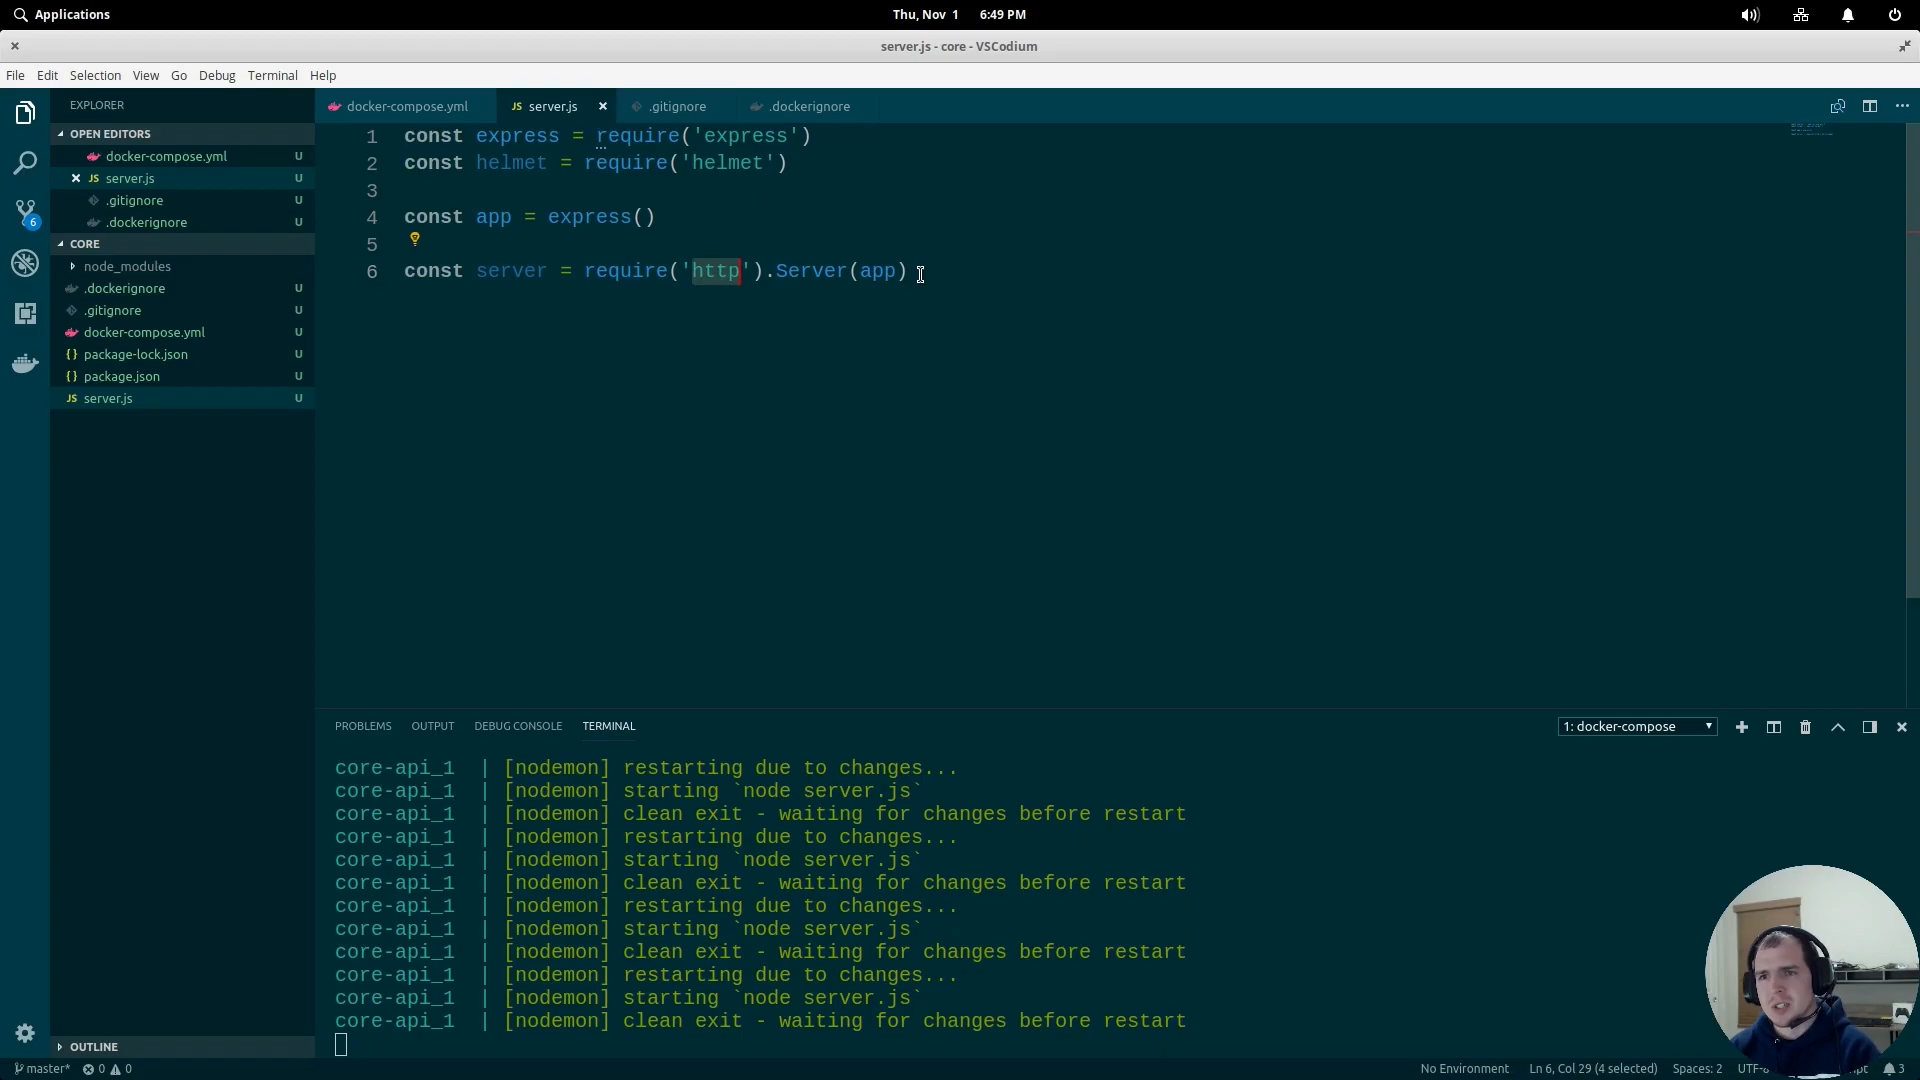 Applications
Thu, Nov 1 6:49 PM
server.js - core - VSCodium
File Edit Selection View Go Debug Terminal Help
EXPLORER
OPEN EDITORS
docker-compose.yml U
JS server.js U
.gitignore U
.dockerignore U
CORE
node_modules
.dockerignore U
.gitignore U
docker-compose.yml U
{} package-lock.json U
{} package.json U
JS server.js U
OUTLINE
6
docker-compose.yml JS server.js .gitignore .dockerignore
1 const express = require('express')
2 const helmet = require('helmet')
3
4 const app = express()
5
6 const server = require('http').Server(app)
PROBLEMS OUTPUT DEBUG CONSOLE TERMINAL
1: docker-compose
core-api_1 | [nodemon] restarting due to changes...
core-api_1 | [nodemon] starting `node server.js`
core-api_1 | [nodemon] clean exit - waiting for changes before restart
core-api_1 | [nodemon] restarting due to changes...
core-api_1 | [nodemon] starting `node server.js`
core-api_1 | [nodemon] clean exit - waiting for changes before restart
core-api_1 | [nodemon] restarting due to changes...
core-api_1 | [nodemon] starting `node server.js`
core-api_1 | [nodemon] clean exit - waiting for changes before restart
core-api_1 | [nodemon] restarting due to changes...
core-api_1 | [nodemon] starting `node server.js`
core-api_1 | [nodemon] clean exit - waiting for changes before restart
master* 0 0 No Environment Ln 6, Col 29 (4 selected) Spaces: 2 3